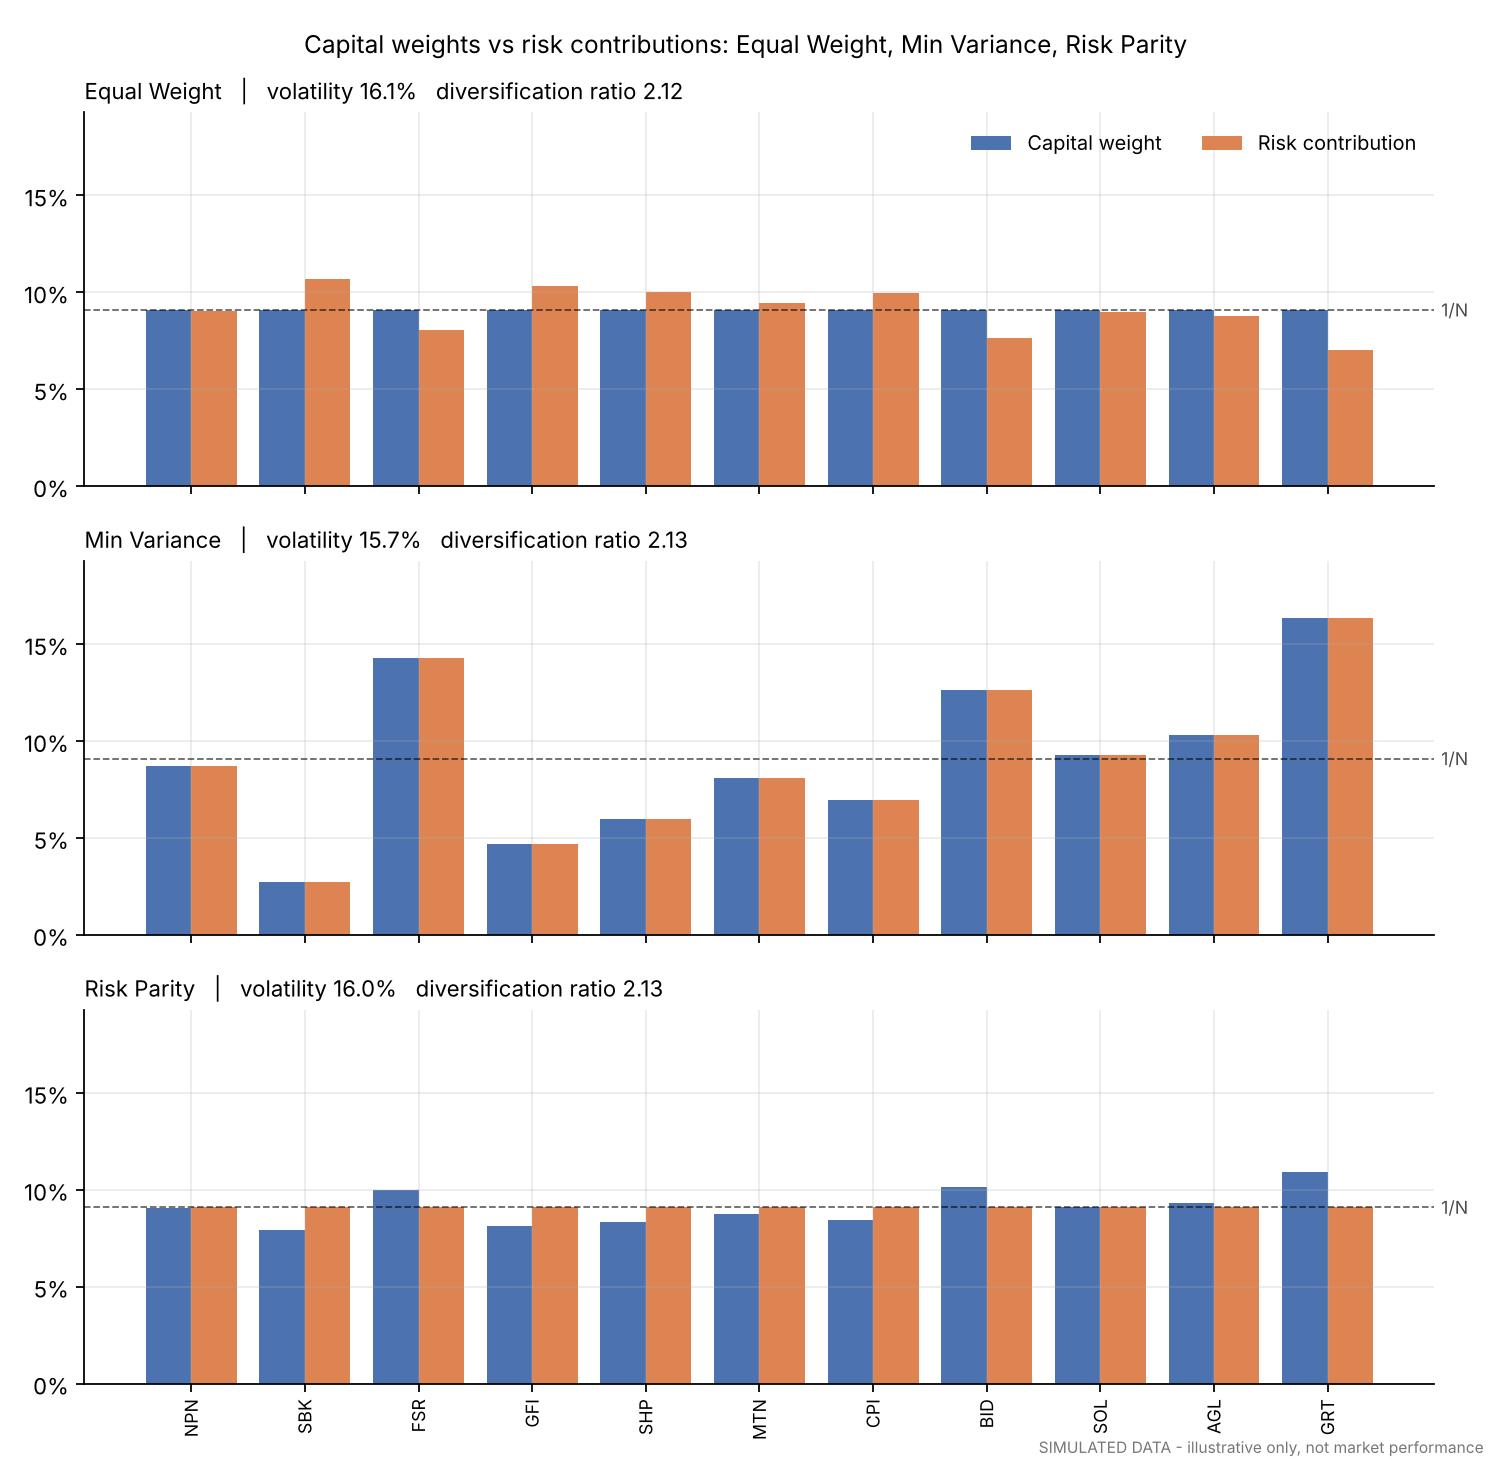 Capital weights vs risk contributions: Equal Weight, Min Variance, Risk Parity
Equal Weight | volatility 16.1% diversification ratio 2.12
Capital weight Risk contribution
15%
10%
1/N
5%
0%
Min Variance | volatility 15.7% diversification ratio 2.13
15%
10%
1/N
5%
0%
Risk Parity | volatility 16.0% diversification ratio 2.13
15%
10%
1/N
5%
0%
NPN SBK FSR GFI SHP MTN CPI BID SOL AGL GRT
SIMULATED DATA - illustrative only, not market performance